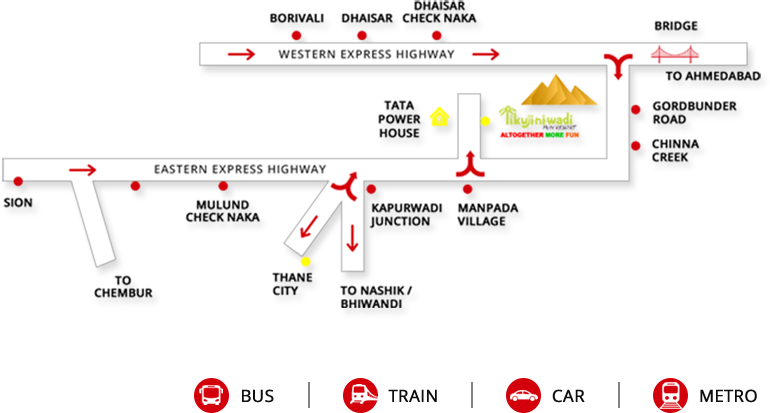 DHAISAR
CHECK NAKA
BORIVALI
DHAISAR
BRIDGE
WESTERN EXPRESS HIGHWAY
TO AHMEDABAD
TATA
POWER
HOUSE
Tikuji-ni-wadi
FUN RESORT
ALTOGETHER MORE FUN
GORDBUNDER
ROAD
CHINNA
CREEK
EASTERN EXPRESS HIGHWAY
SION
MULUND
CHECK NAKA
KAPURWADI
JUNCTION
MANPADA
VILLAGE
TO
CHEMBUR
THANE
CITY
TO NASHIK /
BHIWANDI
BUS
TRAIN
CAR
METRO